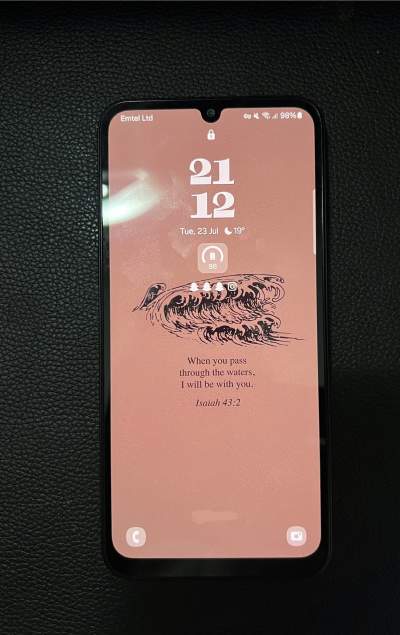 Emtel Ltd
98%
21
12
Tue, 23 Jul 19°
98
When you pass
through the waters,
I will be with you.
Isaiah 43:2